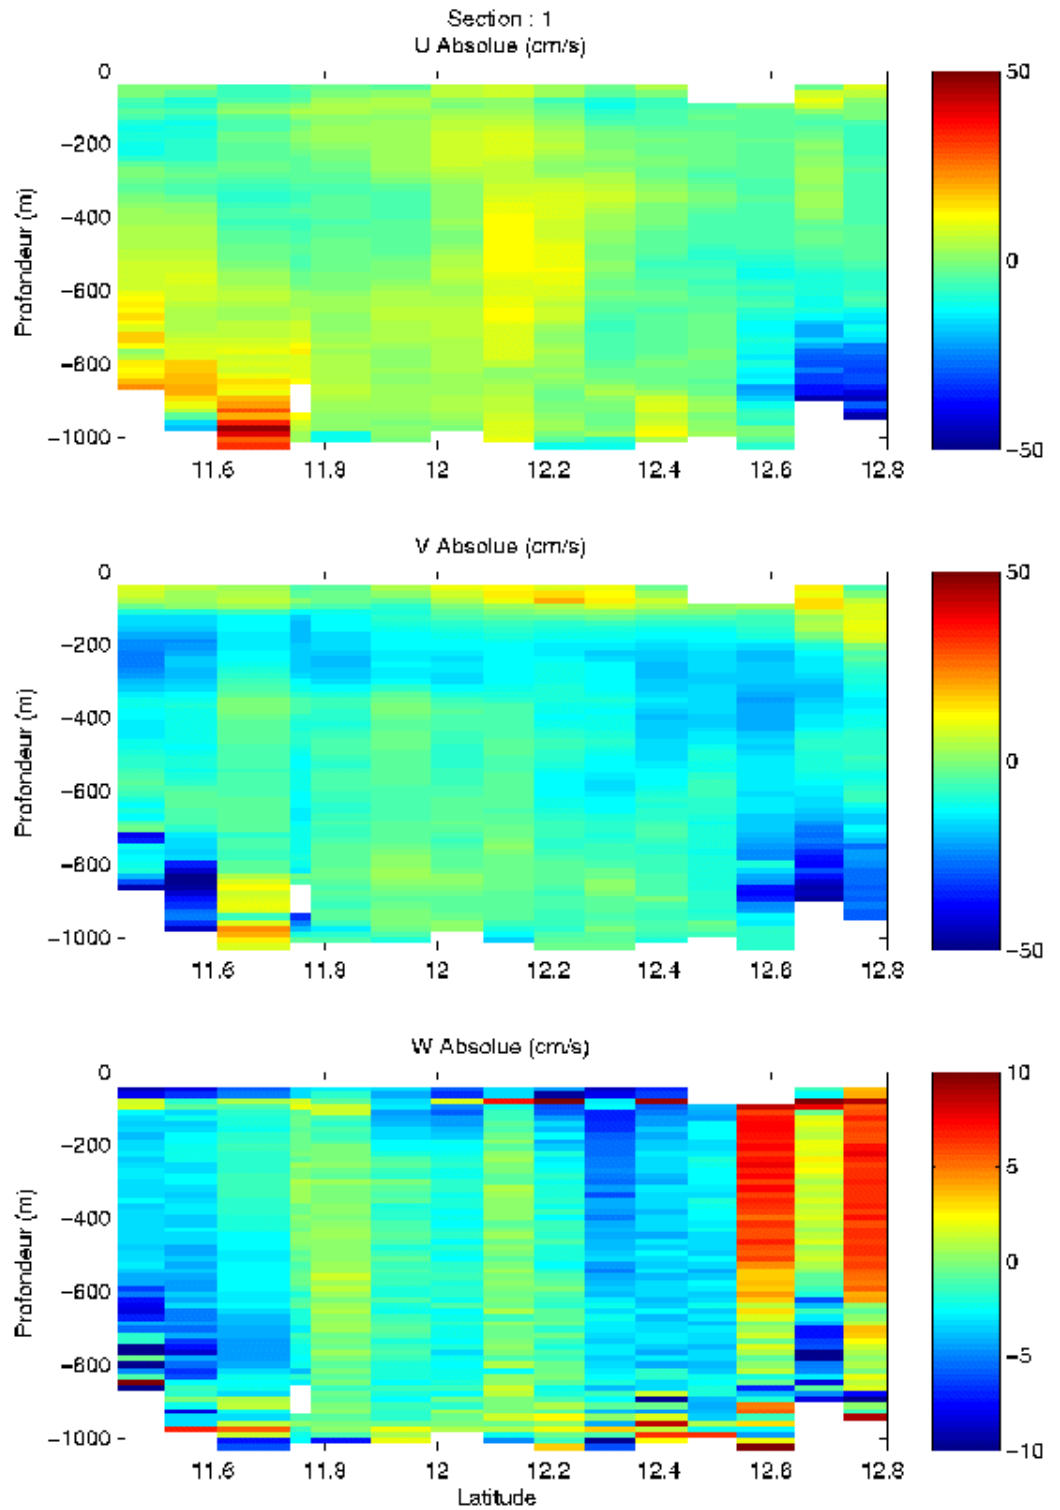 Section : 1
U Absolue (cm/s)
0
−200
−400
−600
−800
−1000
Profondeur (m)
11.6 11.8 12 12.2 12.4 12.6 12.8
50
0
−50
V Absolue (cm/s)
0
−200
−400
−600
−800
−1000
Profondeur (m)
11.6 11.8 12 12.2 12.4 12.6 12.8
50
0
−50
W Absolue (cm/s)
0
−200
−400
−600
−800
−1000
Profondeur (m)
11.6 11.8 12 12.2 12.4 12.6 12.8
Latitude
10
5
0
−5
−10